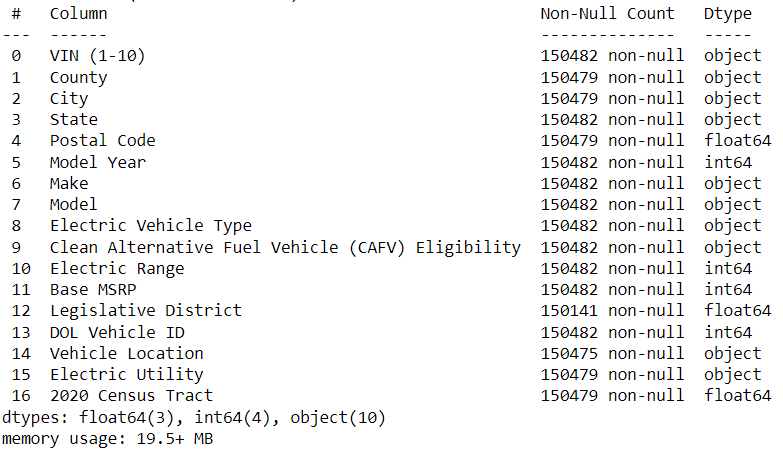 #   Column                                             Non-Null Count   Dtype
---  ------                                             --------------   -----
 0   VIN (1-10)                                         150482 non-null  object
 1   County                                             150479 non-null  object
 2   City                                               150479 non-null  object
 3   State                                              150482 non-null  object
 4   Postal Code                                        150479 non-null  float64
 5   Model Year                                         150482 non-null  int64
 6   Make                                               150482 non-null  object
 7   Model                                              150482 non-null  object
 8   Electric Vehicle Type                              150482 non-null  object
 9   Clean Alternative Fuel Vehicle (CAFV) Eligibility  150482 non-null  object
 10  Electric Range                                     150482 non-null  int64
 11  Base MSRP                                          150482 non-null  int64
 12  Legislative District                               150141 non-null  float64
 13  DOL Vehicle ID                                     150482 non-null  int64
 14  Vehicle Location                                   150475 non-null  object
 15  Electric Utility                                   150479 non-null  object
 16  2020 Census Tract                                  150479 non-null  float64
dtypes: float64(3), int64(4), object(10)
memory usage: 19.5+ MB